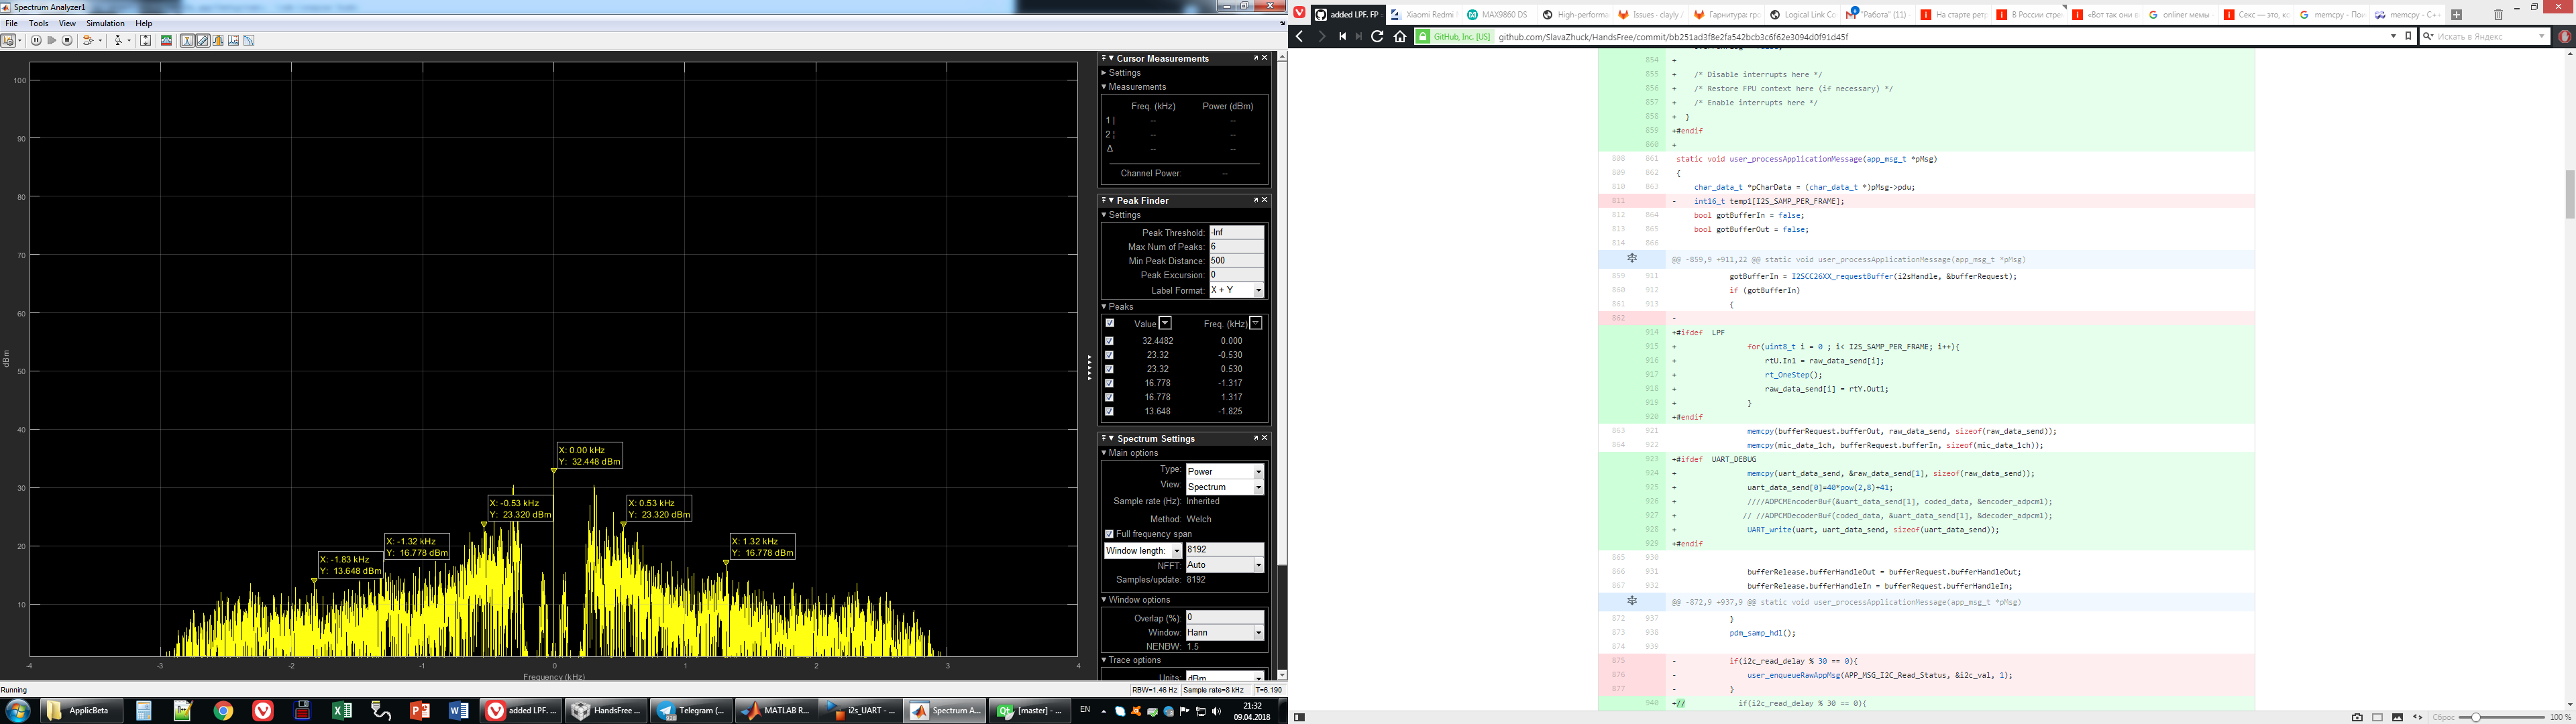 Spectrum Analyzer1
File Tools View Simulation Help
100
90
80
70
60
50
40
30
20
10
dBm
-4 -3 -2 -1 0 1 2 3 4
Frequency (kHz)
X: 0.00 kHz
Y: 32.448 dBm
X: -0.53 kHz
Y: 23.320 dBm
X: 0.53 kHz
Y: 23.320 dBm
X: -1.32 kHz
Y: 16.778 dBm
X: 1.32 kHz
Y: 16.778 dBm
X: -1.83 kHz
Y: 13.648 dBm
Cursor Measurements
Settings
Measurements
Freq. (kHz) Power (dBm)
1 | -- --
2 ¦ -- --
Δ -- --
Channel Power: --
Peak Finder
Settings
Peak Threshold: -Inf
Max Num of Peaks: 6
Min Peak Distance: 500
Peak Excursion: 0
Label Format: X + Y
Peaks
Value Freq. (kHz)
32.4482 0.000
23.32 -0.530
23.32 0.530
16.778 -1.317
16.778 1.317
13.648 -1.825
Spectrum Settings
Main options
Type: Power
View: Spectrum
Sample rate (Hz): Inherited
Method: Welch
Full frequency span
Window length: 8192
NFFT: Auto
Samples/update: 8192
Window options
Overlap (%): 0
Window: Hann
NENBW: 1.5
Trace options
Units: dBm
Running
RBW=1.46 Hz Sample rate=8 kHz T=6.190
ApplicBeta
added LPF. ...
HandsFree ...
Telegram (...
MATLAB R...
i2s_UART - ...
Spectrum A...
[master] - ...
EN
21:32
09.04.2018
added LPF. FP
Xiaomi Redmi
MAX9860 DS
High-performa
Issues · clayly
Гарнитура: гр
Logical Link Co
"Работа" (11) -
На старте рет
В России стре
«Вот так они в
onliner мемы
Секс — это, кс
memcpy - Пои
memcpy - C++
GitHub, Inc. [US] github.com/SlavaZhuck/HandsFree/commit/bb251ad3f8e2fa542bcb3c6f62e3094d0f91d45f
Искать в Яндекс
854 +
855 + /* Disable interrupts here */
856 + /* Restore FPU context here (if necessary) */
857 + /* Enable interrupts here */
858 + }
859 +#endif
860 +
808 861 static void user_processApplicationMessage(app_msg_t *pMsg)
809 862 {
810 863 char_data_t *pCharData = (char_data_t *)pMsg->pdu;
811 - int16_t temp1[I2S_SAMP_PER_FRAME];
812 864 bool gotBufferIn = false;
813 865 bool gotBufferOut = false;
814 866
@@ -859,9 +911,22 @@ static void user_processApplicationMessage(app_msg_t *pMsg)
859 911 gotBufferIn = I2SCC26XX_requestBuffer(i2sHandle, &bufferRequest);
860 912 if (gotBufferIn)
861 913 {
862 -
914 +#ifdef LPF
915 + for(uint8_t i = 0 ; i< I2S_SAMP_PER_FRAME; i++){
916 + rtU.In1 = raw_data_send[i];
917 + rt_OneStep();
918 + raw_data_send[i] = rtY.Out1;
919 + }
920 +#endif
863 921 memcpy(bufferRequest.bufferOut, raw_data_send, sizeof(raw_data_send));
864 922 memcpy(mic_data_1ch, bufferRequest.bufferIn, sizeof(mic_data_1ch));
923 +#ifdef UART_DEBUG
924 + memcpy(uart_data_send, &raw_data_send[1], sizeof(raw_data_send));
925 + uart_data_send[0]=40*pow(2,8)+41;
926 + ////ADPCMEncoderBuf(&uart_data_send[1], coded_data, &encoder_adpcm1);
927 + // //ADPCMDecoderBuf(coded_data, &uart_data_send[1], &decoder_adpcm1);
928 + UART_write(uart, uart_data_send, sizeof(uart_data_send));
929 +#endif
865 930
866 931 bufferRelease.bufferHandleOut = bufferRequest.bufferHandleOut;
867 932 bufferRelease.bufferHandleIn = bufferRequest.bufferHandleIn;
@@ -872,9 +937,9 @@ static void user_processApplicationMessage(app_msg_t *pMsg)
872 937 }
873 938 pdm_samp_hdl();
874 939
875 - if(i2c_read_delay % 30 == 0){
876 - user_enqueueRawAppMsg(APP_MSG_I2C_Read_Status, &i2c_val, 1);
877 - }
940 +// if(i2c_read_delay % 30 == 0){
Сброс 100 %